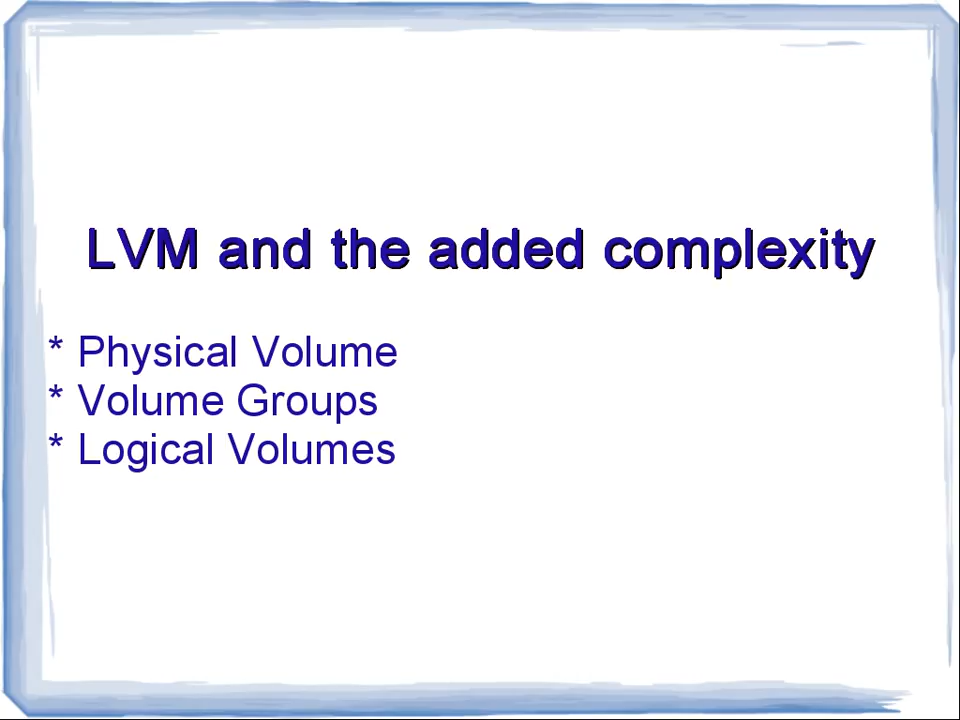 LVM and the added complexity
* Physical Volume
* Volume Groups
* Logical Volumes